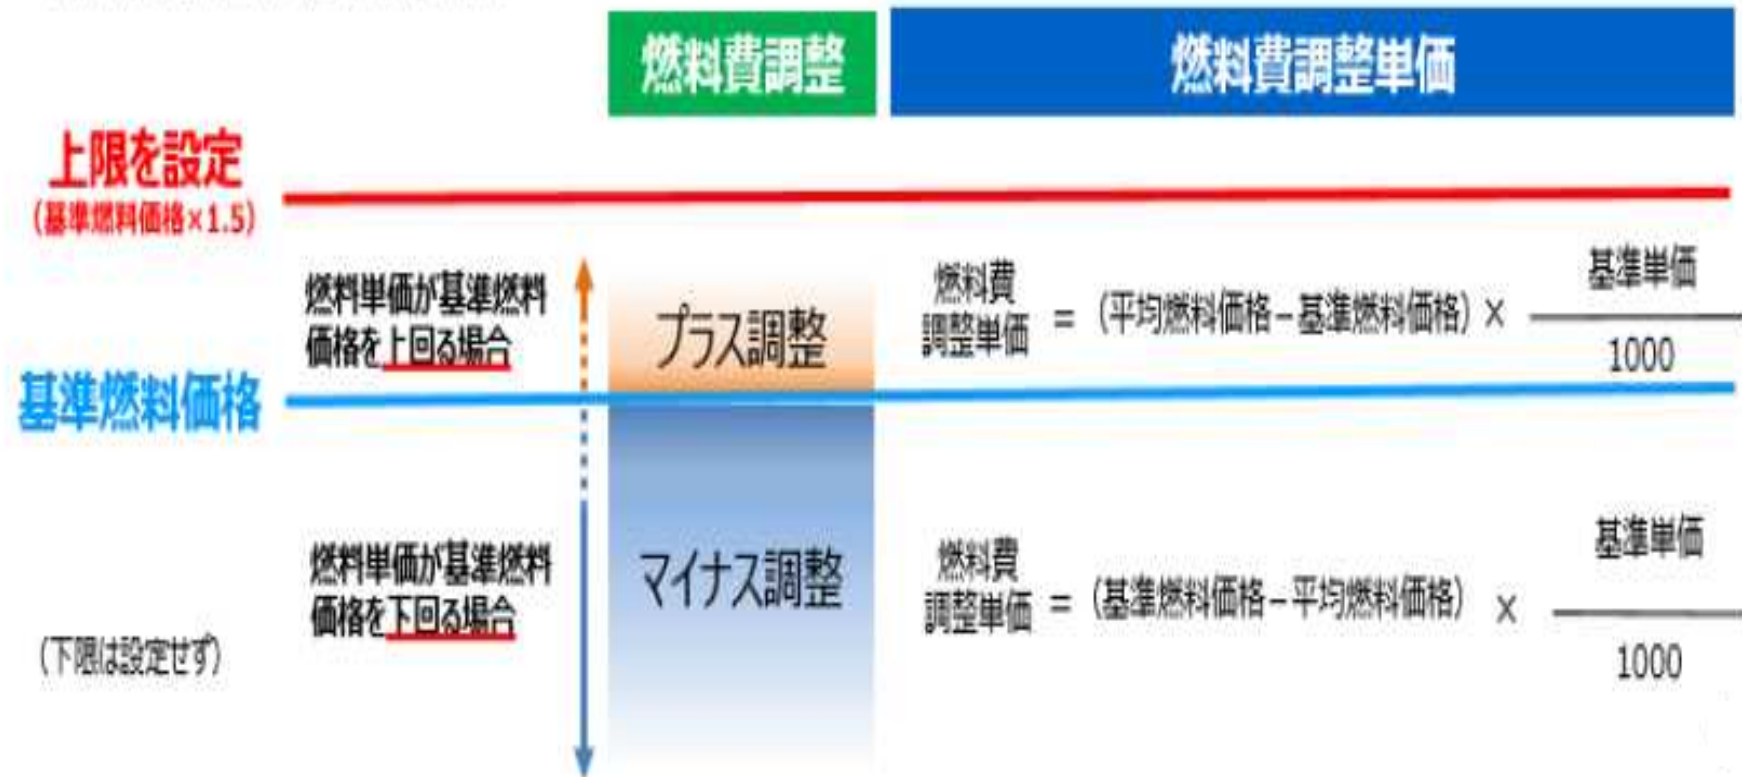 燃料費調整
燃料費調整単価
上限を設定
(基準燃料価格×1.5)
燃料単価が基準燃料
価格を上回る場合
プラス調整
燃料費
調整単価
=
(平均燃料価格－基準燃料価格)×
基準単価
1000
基準燃料価格
燃料単価が基準燃料
価格を下回る場合
マイナス調整
燃料費
調整単価
=
(基準燃料価格－平均燃料価格)
×
基準単価
1000
(下限は設定せず)